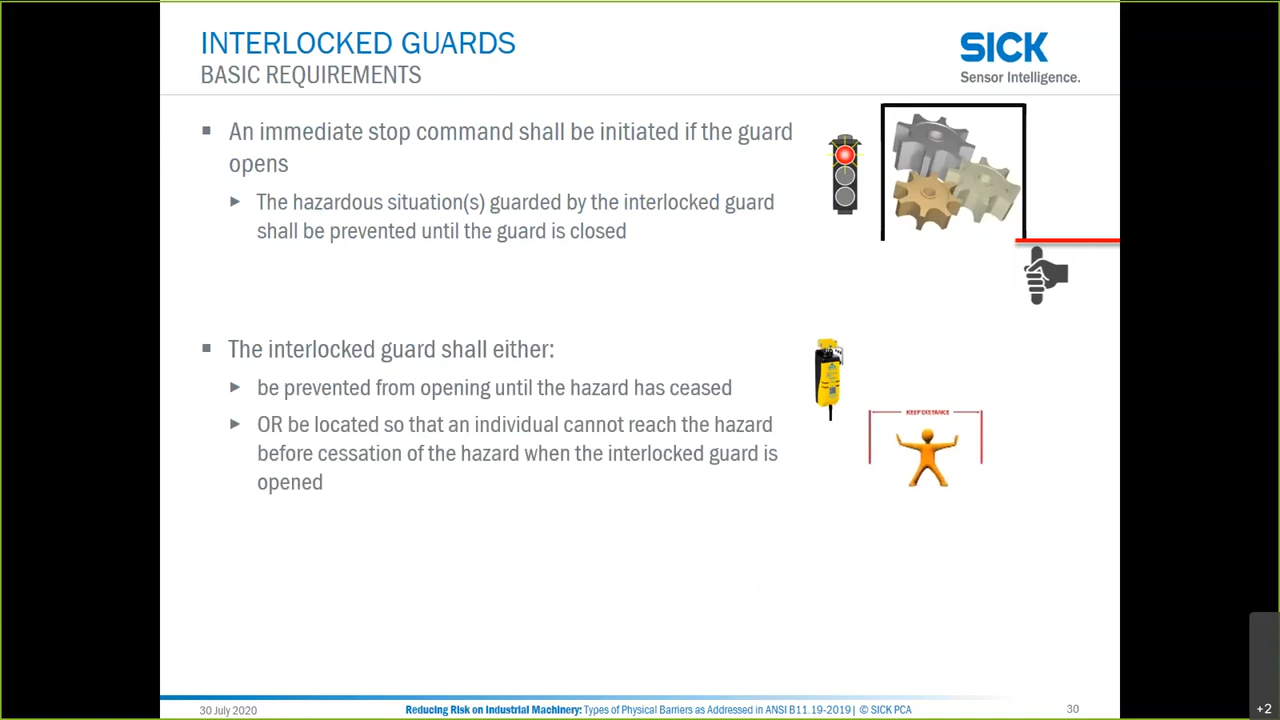 INTERLOCKED GUARDS
BASIC REQUIREMENTS
SICK
Sensor Intelligence.
An immediate stop command shall be initiated if the guard
opens
The hazardous situation(s) guarded by the interlocked guard
shall be prevented until the guard is closed
The interlocked guard shall either:
be prevented from opening until the hazard has ceased
OR be located so that an individual cannot reach the hazard
before cessation of the hazard when the interlocked guard is
opened
KEEP DISTANCE
30 July 2020
Reducing Risk on Industrial Machinery: Types of Physical Barriers as Addressed in ANSI B11.19-2019| © SICK PCA
30
+2